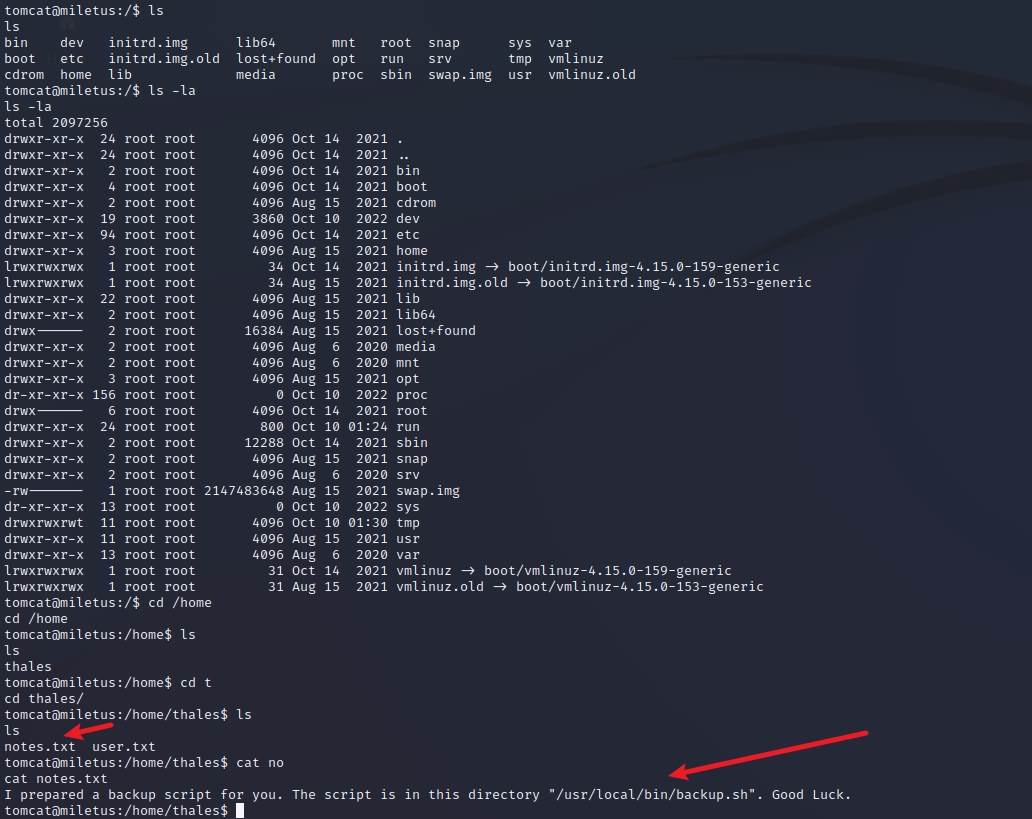 tomcat@miletus:/$ ls
ls
bin    dev   initrd.img      lib64       mnt   root  snap      sys  var
boot   etc   initrd.img.old  lost+found  opt   run   srv       tmp  vmlinuz
cdrom  home  lib             media       proc  sbin  swap.img  usr  vmlinuz.old
tomcat@miletus:/$ ls -la
ls -la
total 2097256
drwxr-xr-x  24 root root       4096 Oct 14  2021 .
drwxr-xr-x  24 root root       4096 Oct 14  2021 ..
drwxr-xr-x   2 root root       4096 Oct 14  2021 bin
drwxr-xr-x   4 root root       4096 Oct 14  2021 boot
drwxr-xr-x   2 root root       4096 Aug 15  2021 cdrom
drwxr-xr-x  19 root root       3860 Oct 10  2022 dev
drwxr-xr-x  94 root root       4096 Oct 14  2021 etc
drwxr-xr-x   3 root root       4096 Aug 15  2021 home
lrwxrwxrwx   1 root root         34 Oct 14  2021 initrd.img -> boot/initrd.img-4.15.0-159-generic
lrwxrwxrwx   1 root root         34 Aug 15  2021 initrd.img.old -> boot/initrd.img-4.15.0-153-generic
drwxr-xr-x  22 root root       4096 Aug 15  2021 lib
drwxr-xr-x   2 root root       4096 Aug 15  2021 lib64
drwx------   2 root root      16384 Aug 15  2021 lost+found
drwxr-xr-x   2 root root       4096 Aug  6  2020 media
drwxr-xr-x   2 root root       4096 Aug  6  2020 mnt
drwxr-xr-x   3 root root       4096 Aug 15  2021 opt
dr-xr-xr-x 156 root root          0 Oct 10  2022 proc
drwx------   6 root root       4096 Oct 14  2021 root
drwxr-xr-x  24 root root        800 Oct 10 01:24 run
drwxr-xr-x   2 root root      12288 Oct 14  2021 sbin
drwxr-xr-x   2 root root       4096 Aug 15  2021 snap
drwxr-xr-x   2 root root       4096 Aug  6  2020 srv
-rw-------   1 root root 2147483648 Aug 15  2021 swap.img
dr-xr-xr-x  13 root root          0 Oct 10  2022 sys
drwxrwxrwt  11 root root       4096 Oct 10 01:30 tmp
drwxr-xr-x  11 root root       4096 Aug 15  2021 usr
drwxr-xr-x  13 root root       4096 Aug  6  2020 var
lrwxrwxrwx   1 root root         31 Oct 14  2021 vmlinuz -> boot/vmlinuz-4.15.0-159-generic
lrwxrwxrwx   1 root root         31 Aug 15  2021 vmlinuz.old -> boot/vmlinuz-4.15.0-153-generic
tomcat@miletus:/$ cd /home
cd /home
tomcat@miletus:/home$ ls
ls
thales
tomcat@miletus:/home$ cd t
cd thales/
tomcat@miletus:/home/thales$ ls
ls
notes.txt  user.txt
tomcat@miletus:/home/thales$ cat no
cat notes.txt
I prepared a backup script for you. The script is in this directory "/usr/local/bin/backup.sh". Good Luck.
tomcat@miletus:/home/thales$